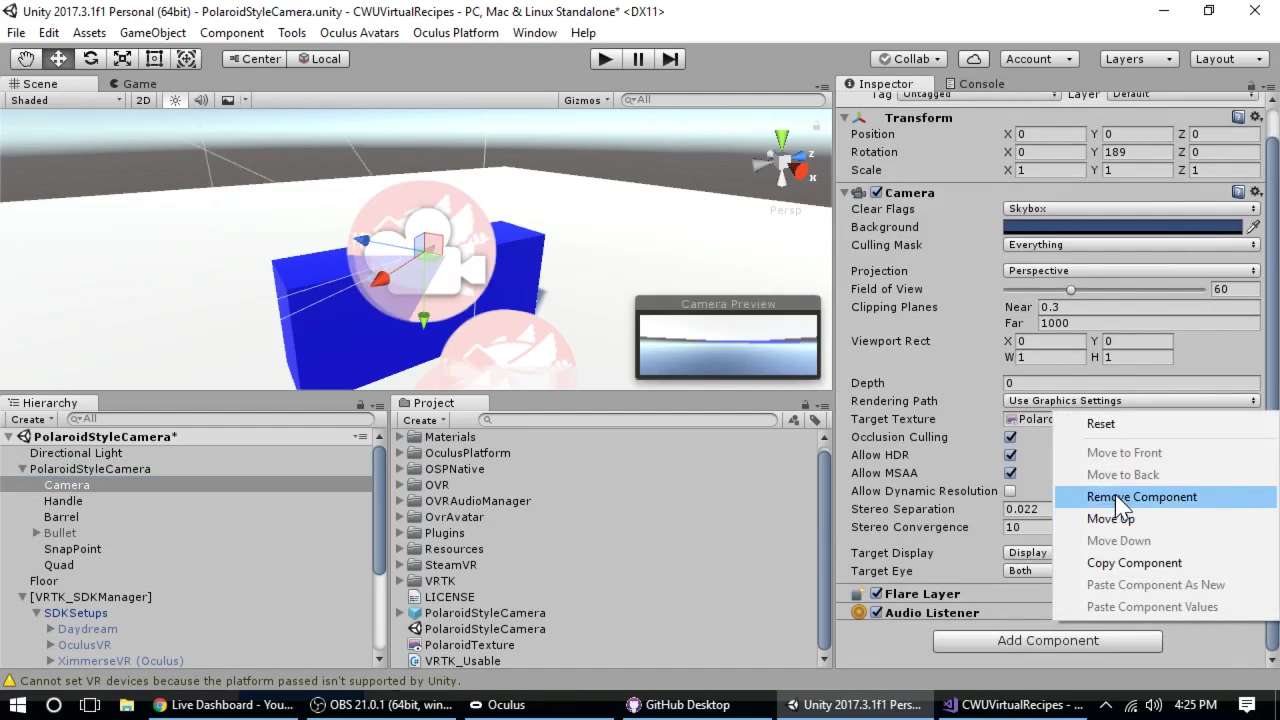 Unity 2017.3.1f1 Personal (64bit) - PolaroidStyleCamera.unity - CWUVirtualRecipes - PC, Mac & Linux Standalone* <DX11>
File Edit Assets GameObject Component Tools Oculus Avatars Oculus Platform Window Help
Center Local Collab Account Layers Layout
Scene Game
Shaded 2D Gizmos All
z
x
Persp
Camera Preview
Inspector Console
Tag Untagged Layer Default
Transform
Position X 0 Y 0 Z 0
Rotation X 0 Y 189 Z 0
Scale X 1 Y 1 Z 1
Camera
Clear Flags Skybox
Background
Culling Mask Everything
Projection Perspective
Field of View 60
Clipping Planes Near 0.3
Far 1000
Viewport Rect X 0 Y 0
W 1 H 1
Depth 0
Rendering Path Use Graphics Settings
Target Texture Polaro
Occlusion Culling
Allow HDR
Allow MSAA
Allow Dynamic Resolution
Stereo Separation 0.022
Stereo Convergence 10
Target Display Display
Target Eye Both
Flare Layer
Audio Listener
Add Component
Reset
Move to Front
Move to Back
Remove Component
Move Up
Move Down
Copy Component
Paste Component As New
Paste Component Values
Hierarchy
Create All
PolaroidStyleCamera*
Directional Light
PolaroidStyleCamera
Camera
Handle
Barrel
Bullet
SnapPoint
Quad
Floor
[VRTK_SDKManager]
SDKSetups
Daydream
OculusVR
XimmerseVR (Oculus)
Project
Create
Materials
OculusPlatform
OSPNative
OVR
OVRAudioManager
OvrAvatar
Plugins
Resources
SteamVR
VRTK
LICENSE
PolaroidStyleCamera
PolaroidStyleCamera
PolaroidTexture
VRTK_Usable
Cannot set VR devices because the platform passed isn't supported by Unity.
Live Dashboard - You... OBS 21.0.1 (64bit, win... Oculus GitHub Desktop Unity 2017.3.1f1 Pers... CWUVirtualRecipes - ... 4:25 PM